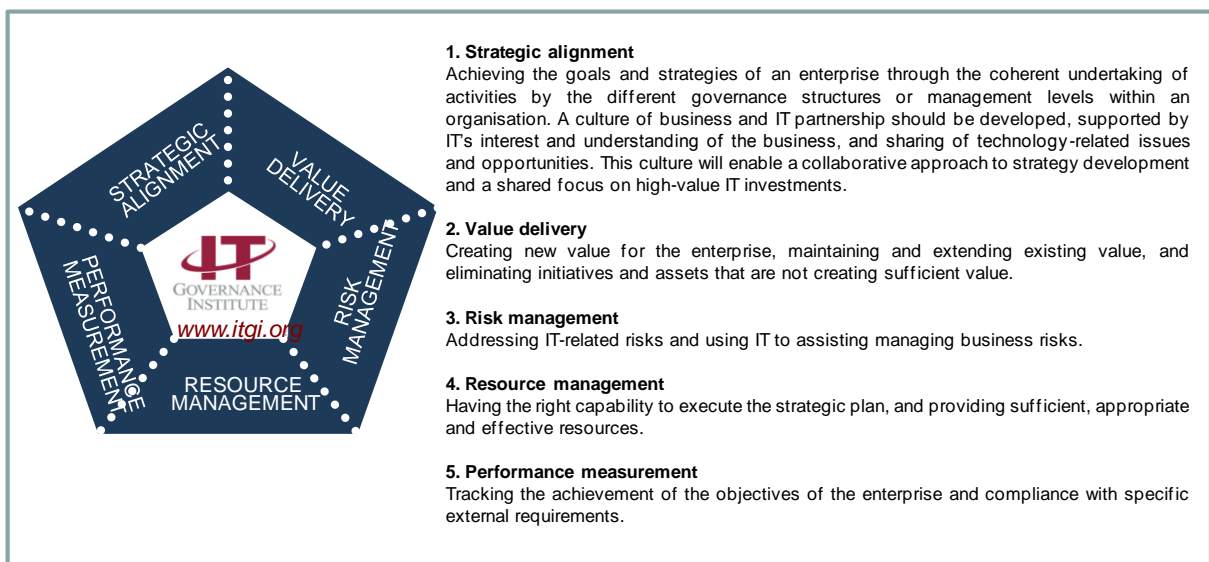 STRATEGIC
ALIGNMENT
VALUE
DELIVERY
PERFORMANCE
MEASUREMENT
RISK
MANAGEMENT
RESOURCE
MANAGEMENT
IT
GOVERNANCE
INSTITUTE
www.itgi.org
1. Strategic alignment
Achieving the goals and strategies of an enterprise through the coherent undertaking of
activities by the different governance structures or management levels within an
organisation. A culture of business and IT partnership should be developed, supported by
IT's interest and understanding of the business, and sharing of technology-related issues
and opportunities. This culture will enable a collaborative approach to strategy development
and a shared focus on high-value IT investments.
2. Value delivery
Creating new value for the enterprise, maintaining and extending existing value, and
eliminating initiatives and assets that are not creating sufficient value.
3. Risk management
Addressing IT-related risks and using IT to assisting managing business risks.
4. Resource management
Having the right capability to execute the strategic plan, and providing sufficient, appropriate
and effective resources.
5. Performance measurement
Tracking the achievement of the objectives of the enterprise and compliance with specific
external requirements.